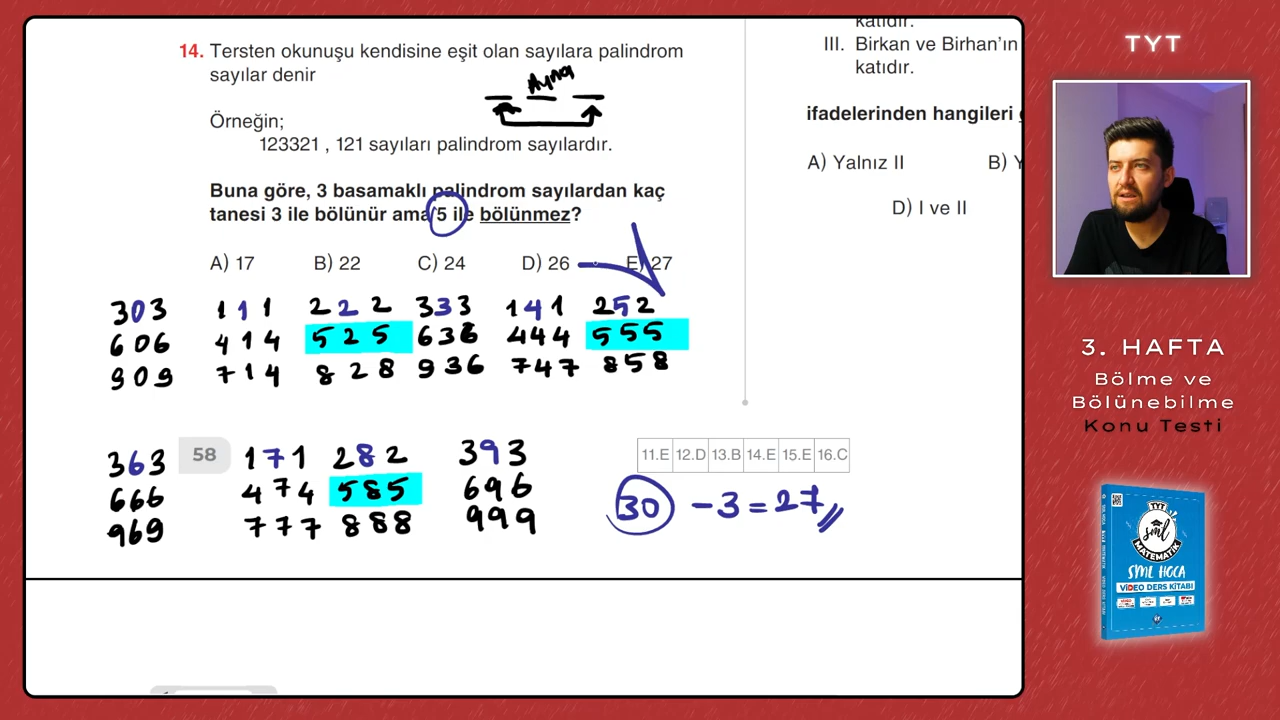 14. Tersten okunuşu kendisine eşit olan sayılara palindrom
sayılar denir
Ayna
Örneğin;
123321 , 121 sayıları palindrom sayılardır.
Buna göre, 3 basamaklı palindrom sayılardan kaç
tanesi 3 ile bölünür ama 5 ile bölünmez?
A) 17 B) 22 C) 24 D) 26 E) 27
303 111 222 333 141 252
606 414 525 636 444 555
909 714 828 936 747 858
58
363 171 282 393
666 474 585 696
969 777 888 999
11.E 12.D 13.B 14.E 15.E 16.C
30 - 3 = 27
katıdır.
III. Birkan ve Birhan'ın
katıdır.
ifadelerinden hangileri
A) Yalnız II B)
D) I ve II
TYT
3. HAFTA
Bölme ve
Bölünebilme
Konu Testi
TYT
SML
MATEMATİK
SML HOCA
VİDEO DERS KİTABI